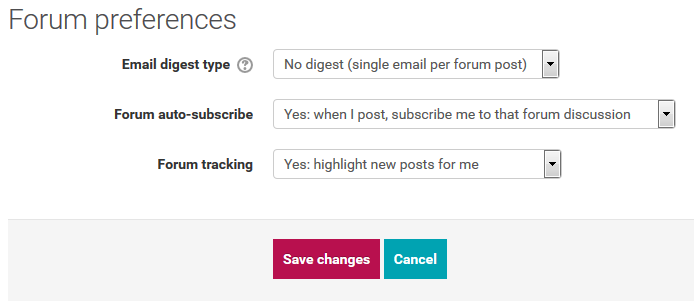 Forum preferences
Email digest type ? No digest (single email per forum post)
Forum auto-subscribe Yes: when I post, subscribe me to that forum discussion
Forum tracking Yes: highlight new posts for me
Save changes Cancel